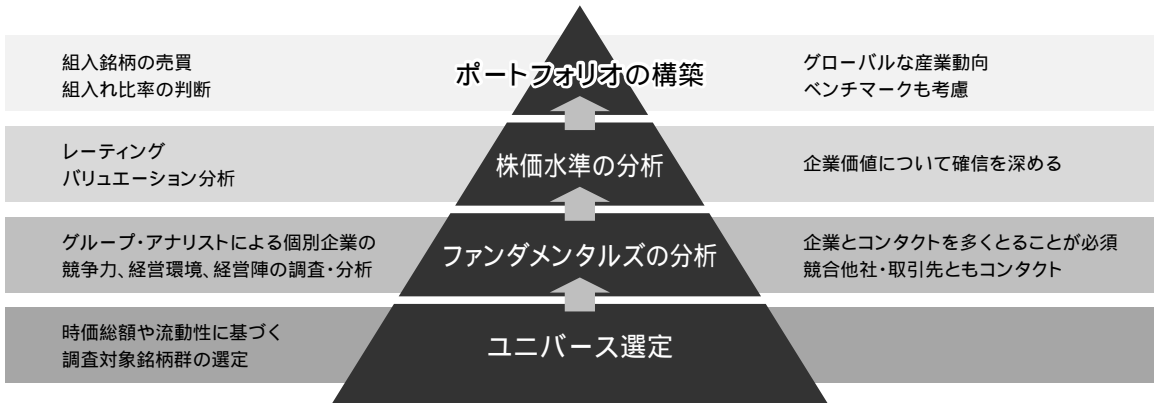 組入銘柄の売買
組入れ比率の判断
ポートフォリオの構築
グローバルな産業動向
ベンチマークも考慮
レーティング
バリュエーション分析
株価水準の分析
企業価値について確信を深める
グループ・アナリストによる個別企業の
競争力、経営環境、経営陣の調査・分析
ファンダメンタルズの分析
企業とコンタクトを多くとることが必須
競合他社・取引先ともコンタクト
時価総額や流動性に基づく
調査対象銘柄群の選定
ユニバース選定